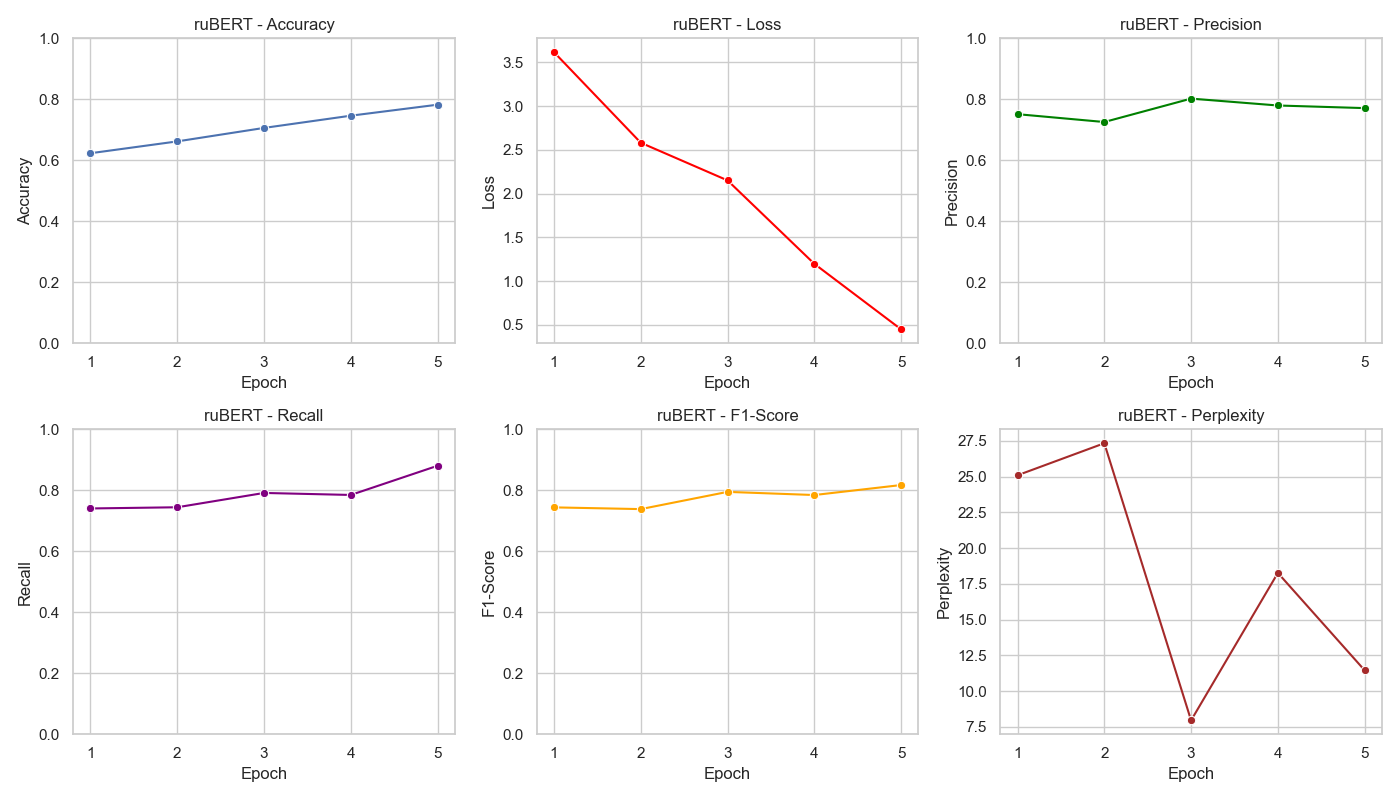 ruBERT - Accuracy
1.0
0.8
0.6
0.4
0.2
0.0
Accuracy
1 2 3 4 5
Epoch
ruBERT - Loss
3.5
3.0
2.5
2.0
1.5
1.0
0.5
Loss
1 2 3 4 5
Epoch
ruBERT - Precision
1.0
0.8
0.6
0.4
0.2
0.0
Precision
1 2 3 4 5
Epoch
ruBERT - Recall
1.0
0.8
0.6
0.4
0.2
0.0
Recall
1 2 3 4 5
Epoch
ruBERT - F1-Score
1.0
0.8
0.6
0.4
0.2
0.0
F1-Score
1 2 3 4 5
Epoch
ruBERT - Perplexity
27.5
25.0
22.5
20.0
17.5
15.0
12.5
10.0
7.5
Perplexity
1 2 3 4 5
Epoch